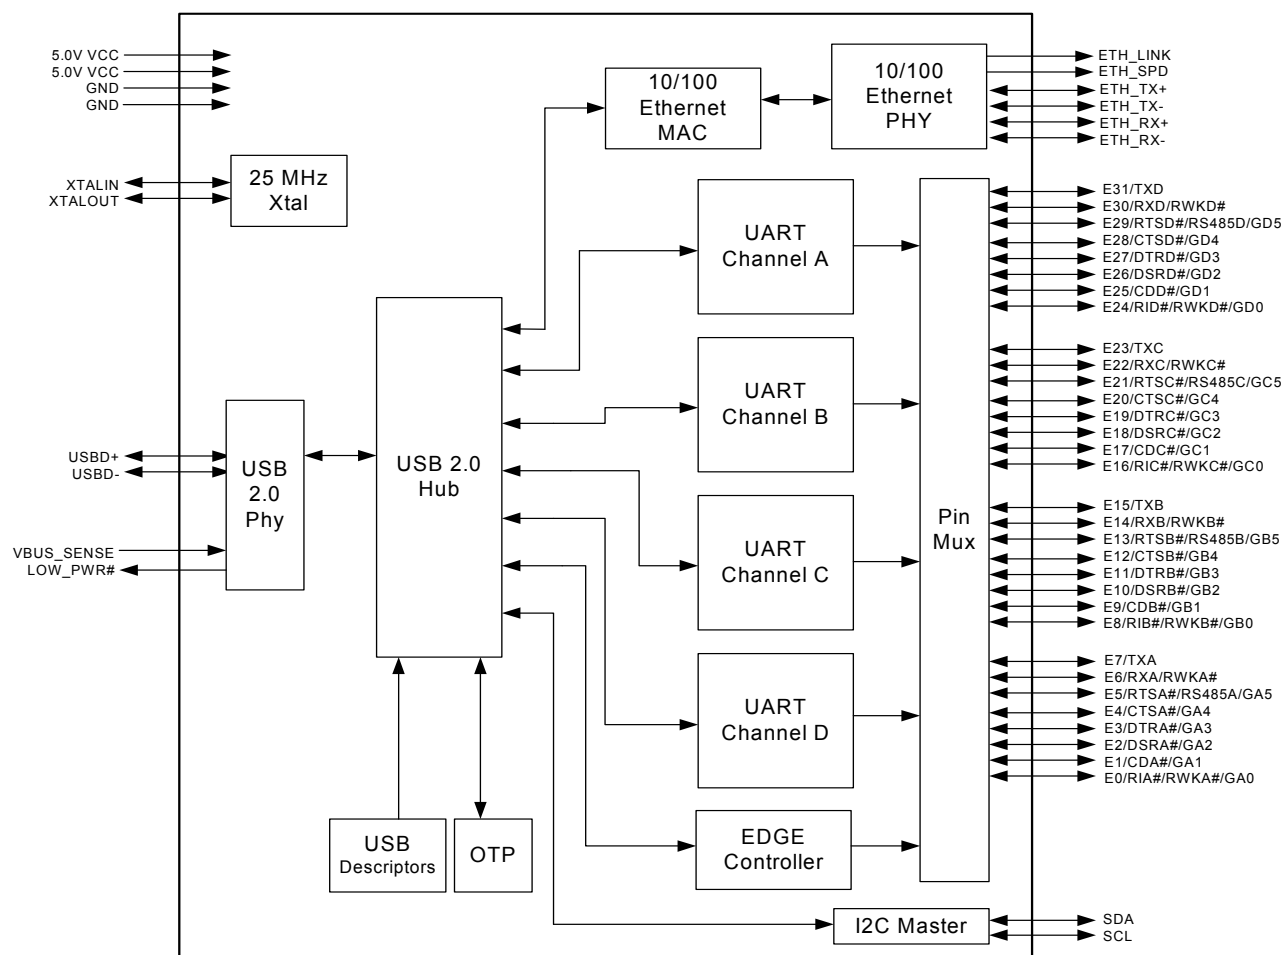 5.0V VCC
5.0V VCC
GND
GND
XTALIN
XTALOUT
25 MHz
Xtal
USBD+
USBD-
VBUS_SENSE
LOW_PWR#
USB
2.0
Phy
USB 2.0
Hub
USB
Descriptors
OTP
10/100
Ethernet
MAC
10/100
Ethernet
PHY
UART
Channel A
UART
Channel B
UART
Channel C
UART
Channel D
EDGE
Controller
I2C Master
Pin
Mux
ETH_LINK
ETH_SPD
ETH_TX+
ETH_TX-
ETH_RX+
ETH_RX-
E31/TXD
E30/RXD/RWKD#
E29/RTSD#/RS485D/GD5
E28/CTSD#/GD4
E27/DTRD#/GD3
E26/DSRD#/GD2
E25/CDD#/GD1
E24/RID#/RWKD#/GD0
E23/TXC
E22/RXC/RWKC#
E21/RTSC#/RS485C/GC5
E20/CTSC#/GC4
E19/DTRC#/GC3
E18/DSRC#/GC2
E17/CDC#/GC1
E16/RIC#/RWKC#/GC0
E15/TXB
E14/RXB/RWKB#
E13/RTSB#/RS485B/GB5
E12/CTSB#/GB4
E11/DTRB#/GB3
E10/DSRB#/GB2
E9/CDB#/GB1
E8/RIB#/RWKB#/GB0
E7/TXA
E6/RXA/RWKA#
E5/RTSA#/RS485A/GA5
E4/CTSA#/GA4
E3/DTRA#/GA3
E2/DSRA#/GA2
E1/CDA#/GA1
E0/RIA#/RWKA#/GA0
SDA
SCL